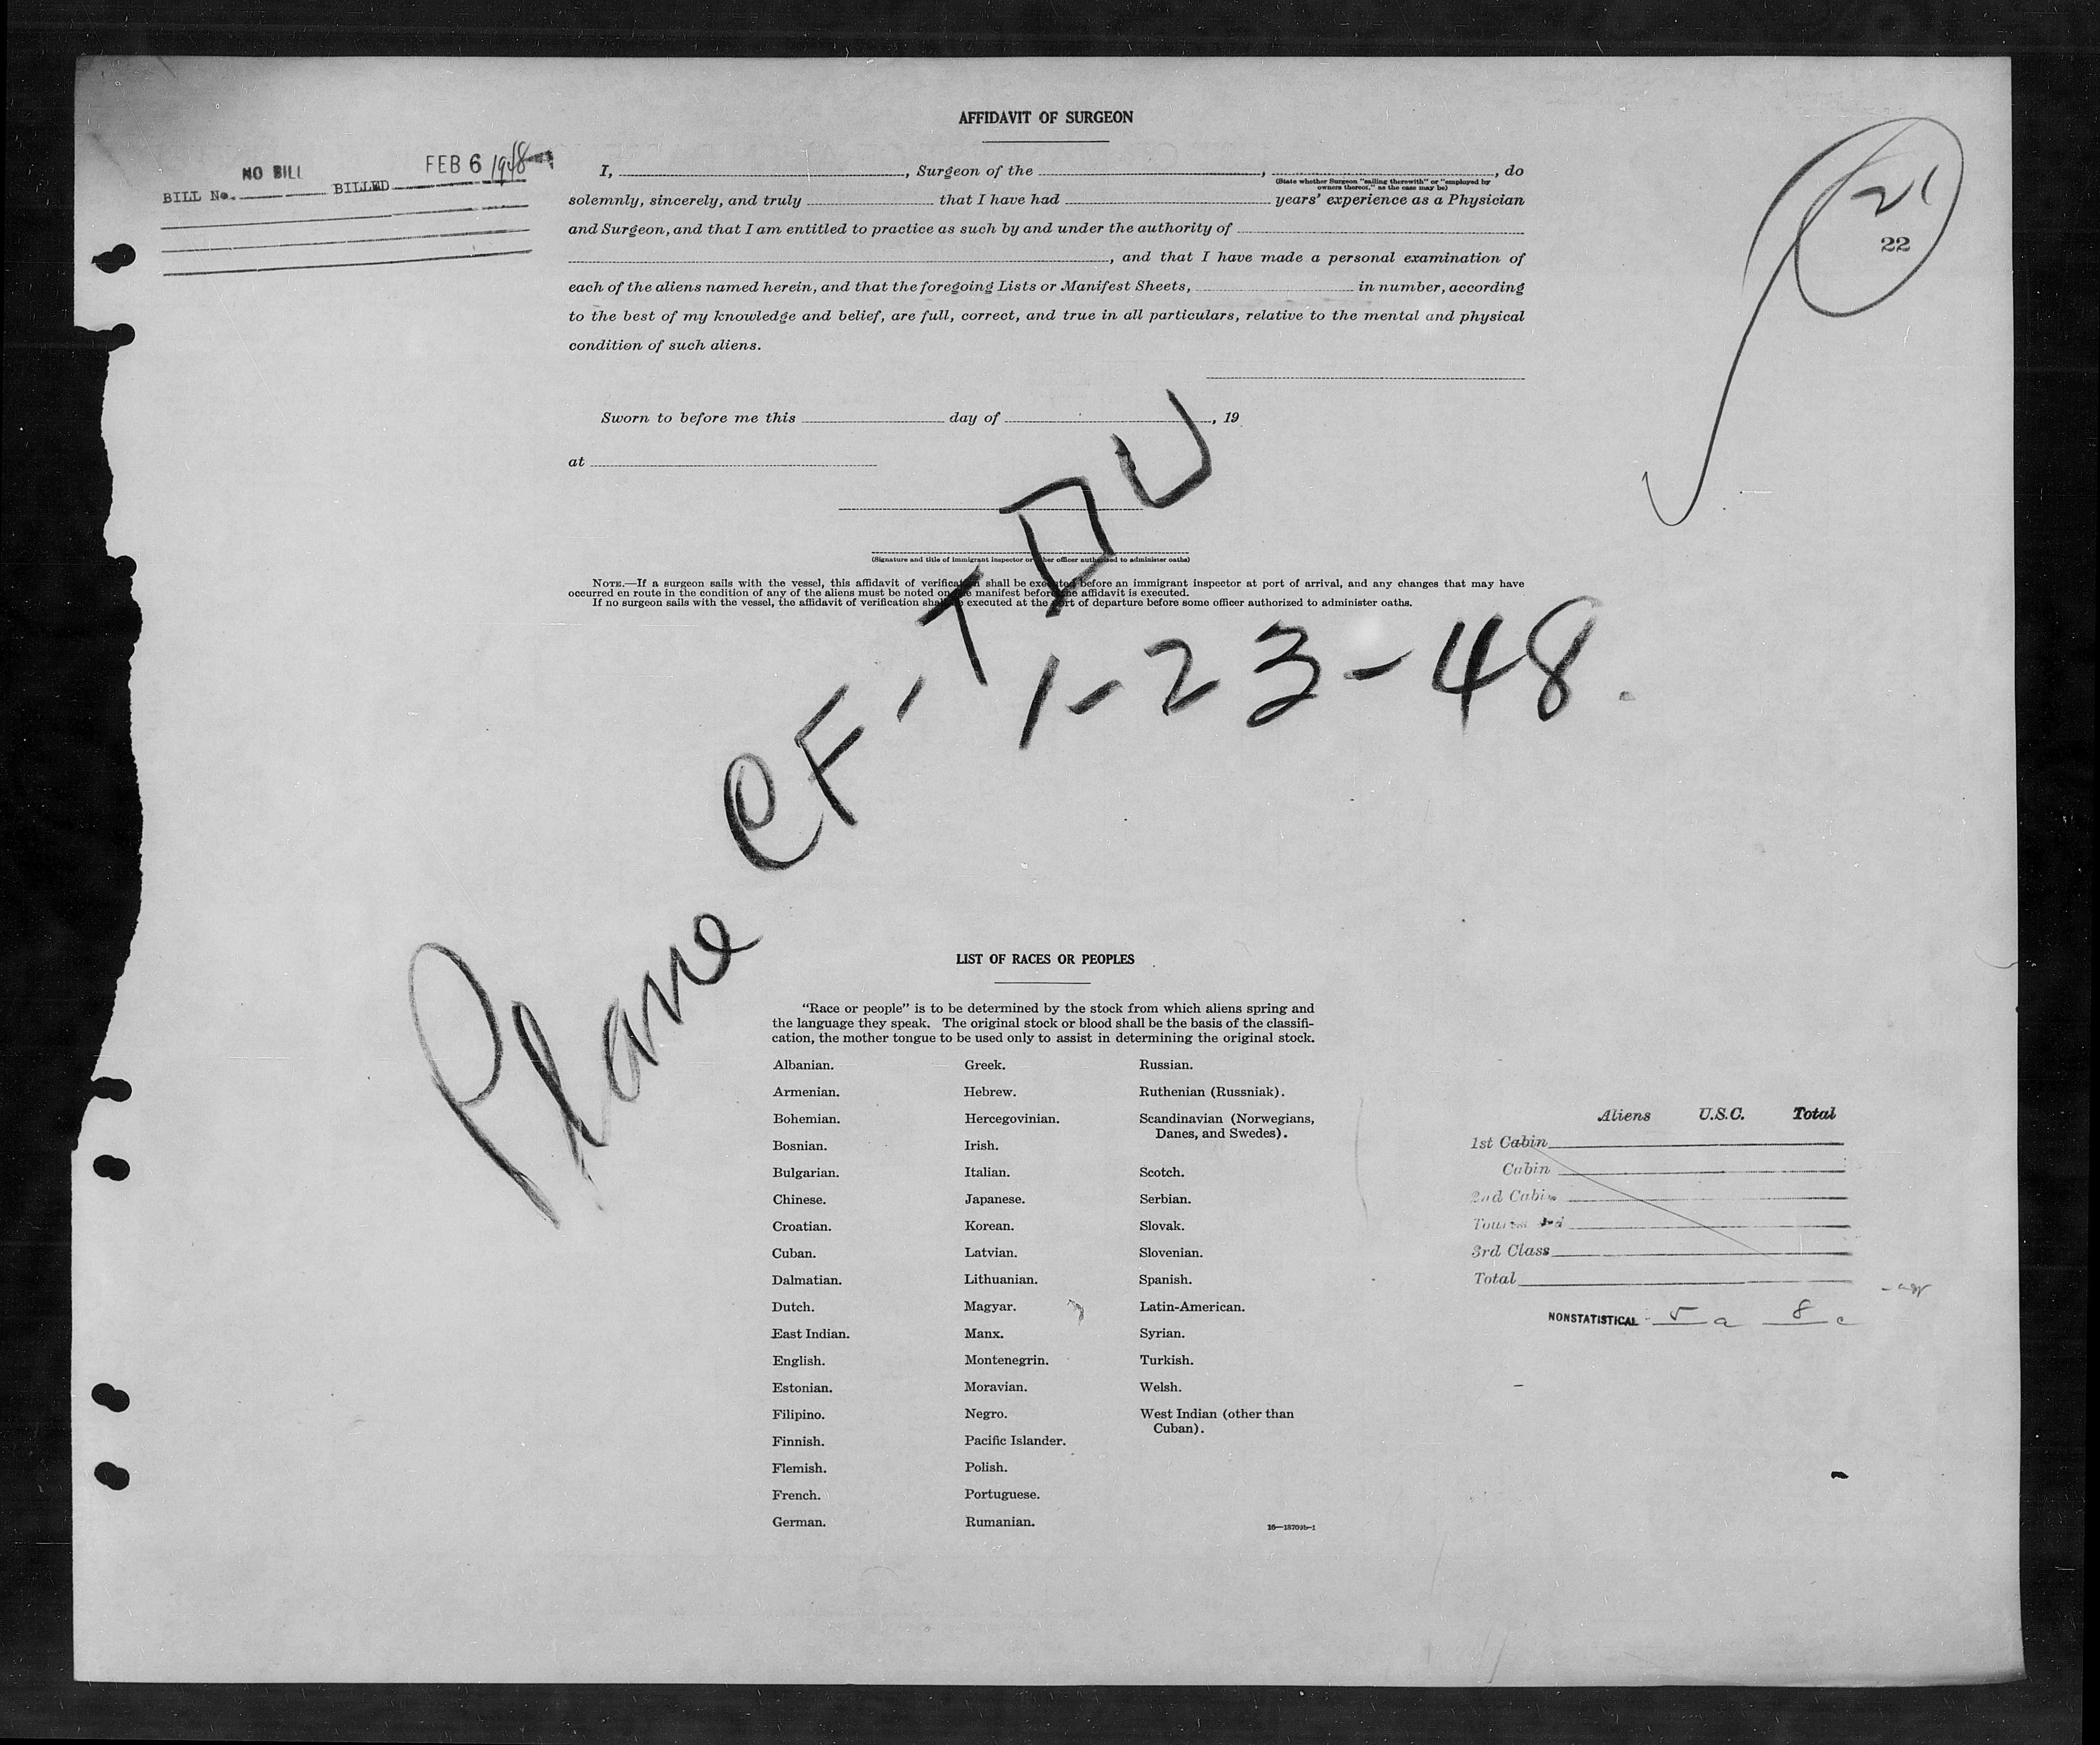 AFFIDAVIT OF SURGEON
NO BILL FEB 6 1948
BILL No. BILLED
21
22
I, , Surgeon of the , , do
(State whether Surgeon "sailing therewith" or "employed by
owners thereof," as the case may be)
solemnly, sincerely, and truly that I have had years' experience as a Physician
and Surgeon, and that I am entitled to practice as such by and under the authority of
, and that I have made a personal examination of
each of the aliens named herein, and that the foregoing Lists or Manifest Sheets, in number, according
to the best of my knowledge and belief, are full, correct, and true in all particulars, relative to the mental and physical
condition of such aliens.
Sworn to before me this day of , 19
at
(Signature and title of immigrant inspector or other officer authorized to administer oaths)
NOTE.—If a surgeon sails with the vessel, this affidavit of verification shall be executed before an immigrant inspector at port of arrival, and any changes that may have
occurred en route in the condition of any of the aliens must be noted on the manifest before the affidavit is executed.
If no surgeon sails with the vessel, the affidavit of verification shall be executed at the port of departure before some officer authorized to administer oaths.
Plane CF-TDU
1-23-48.
LIST OF RACES OR PEOPLES
"Race or people" is to be determined by the stock from which aliens spring and
the language they speak. The original stock or blood shall be the basis of the classifi-
cation, the mother tongue to be used only to assist in determining the original stock.
Albanian.
Armenian.
Bohemian.
Bosnian.
Bulgarian.
Chinese.
Croatian.
Cuban.
Dalmatian.
Dutch.
East Indian.
English.
Estonian.
Filipino.
Finnish.
Flemish.
French.
German.
Greek.
Hebrew.
Hercegovinian.
Irish.
Italian.
Japanese.
Korean.
Latvian.
Lithuanian.
Magyar.
Manx.
Montenegrin.
Moravian.
Negro.
Pacific Islander.
Polish.
Portuguese.
Rumanian.
Russian.
Ruthenian (Russniak).
Scandinavian (Norwegians,
Danes, and Swedes).
Scotch.
Serbian.
Slovak.
Slovenian.
Spanish.
Latin-American.
Syrian.
Turkish.
Welsh.
West Indian (other than
Cuban).
16—18709b-1
Aliens U.S.C. Total
1st Cabin
Cabin
2nd Cabin
Tourist 3rd
3rd Class
Total
NONSTATISTICAL 5 a 8 c